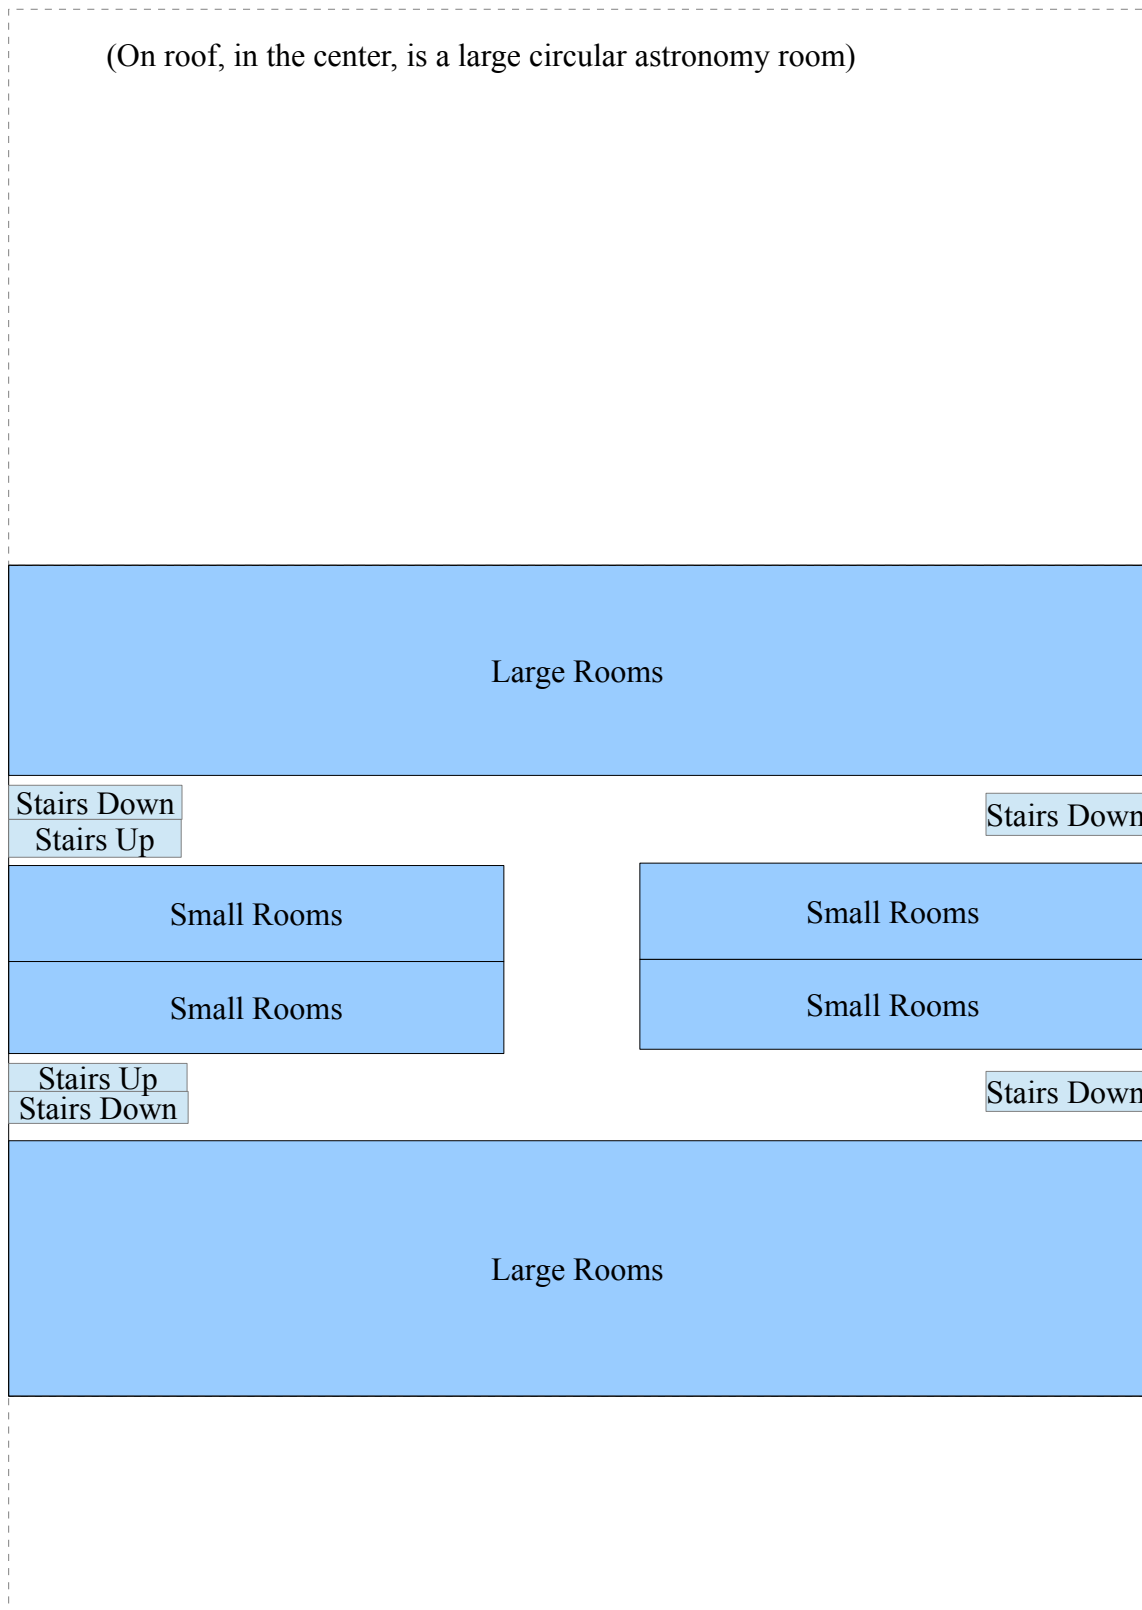 (On roof, in the center, is a large circular astronomy room)
Large Rooms
Stairs Down
Stairs Down
Stairs Up
Small Rooms
Small Rooms
Small Rooms
Small Rooms
Stairs Up
Stairs Down
Stairs Down
Large Rooms